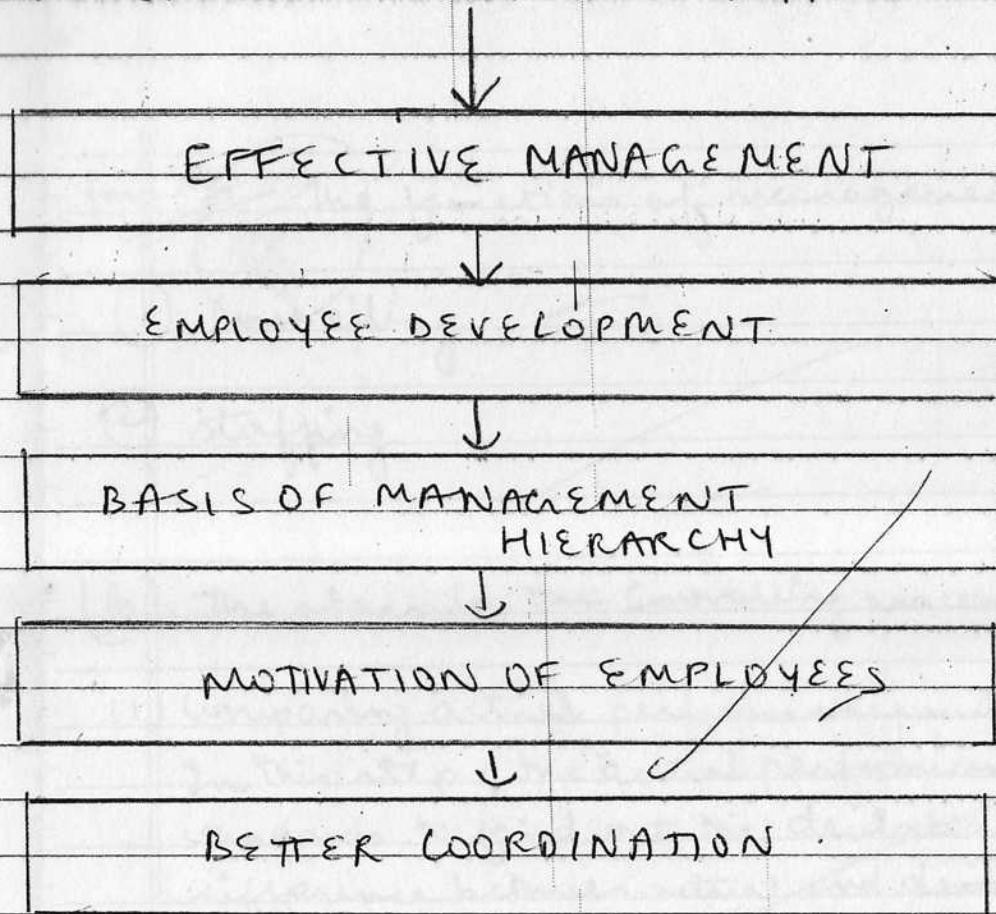 EFFECTIVE MANAGEMENT
EMPLOYEE DEVELOPMENT
BASIS OF MANAGEMENT
HIERARCHY
MOTIVATION OF EMPLOYEES
BETTER COORDINATION